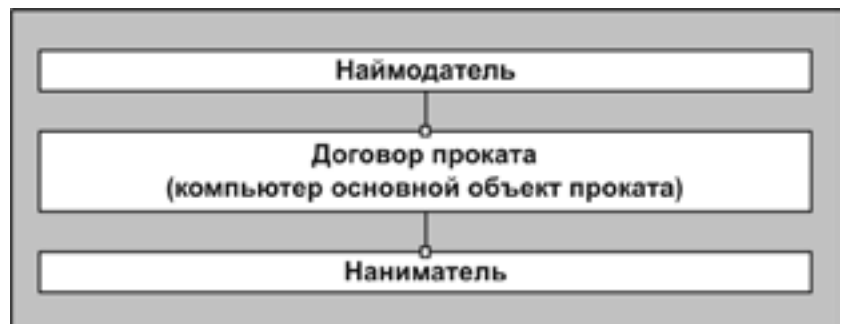 Наймодатель
Договор проката
(компьютер основной объект проката)
Наниматель